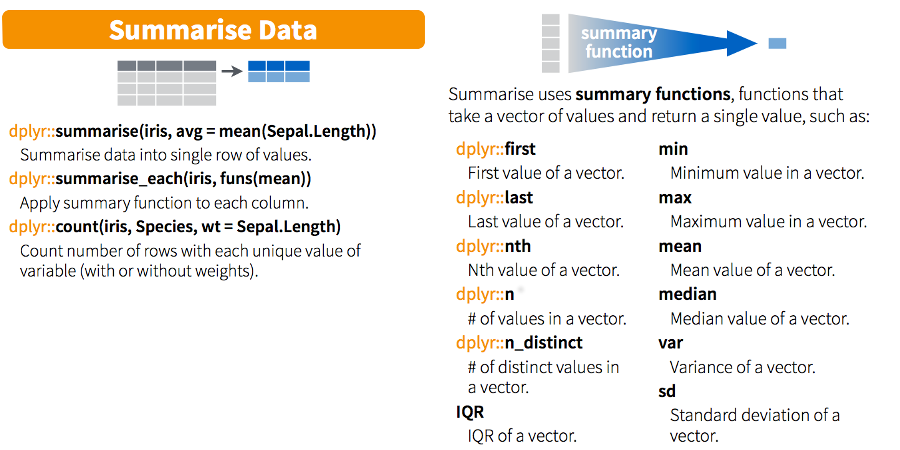 Summarise Data
dplyr::summarise(iris, avg = mean(Sepal.Length))
Summarise data into single row of values.
dplyr::summarise_each(iris, funs(mean))
Apply summary function to each column.
dplyr::count(iris, Species, wt = Sepal.Length)
Count number of rows with each unique value of
variable (with or without weights).
summary
function
Summarise uses summary functions, functions that
take a vector of values and return a single value, such as:
dplyr::first
First value of a vector.
dplyr::last
Last value of a vector.
dplyr::nth
Nth value of a vector.
dplyr::n
# of values in a vector.
dplyr::n_distinct
# of distinct values in
a vector.
IQR
IQR of a vector.
min
Minimum value in a vector.
max
Maximum value in a vector.
mean
Mean value of a vector.
median
Median value of a vector.
var
Variance of a vector.
sd
Standard deviation of a
vector.